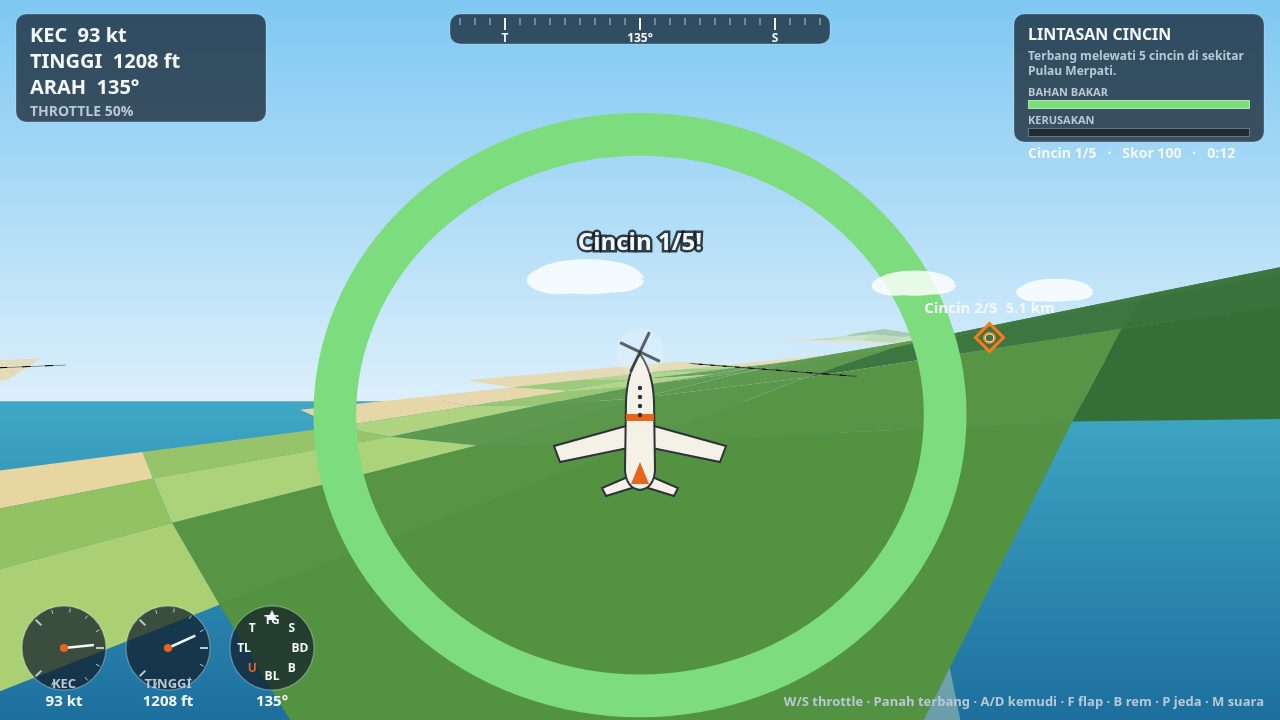 KEC 93 kt
TINGGI 1208 ft
ARAH 135°
THROTTLE 50%
T 135° S
LINTASAN CINCIN
Terbang melewati 5 cincin di sekitar
Pulau Merpati.
BAHAN BAKAR
KERUSAKAN
Cincin 1/5 · Skor 100 · 0:12
Cincin 1/5!
Cincin 2/5 5.1 km
TG
T S
TL BD
U B
BL
KEC
93 kt
TINGGI
1208 ft
135°
W/S throttle · Panah terbang · A/D kemudi · F flap · B rem · P jeda · M suara